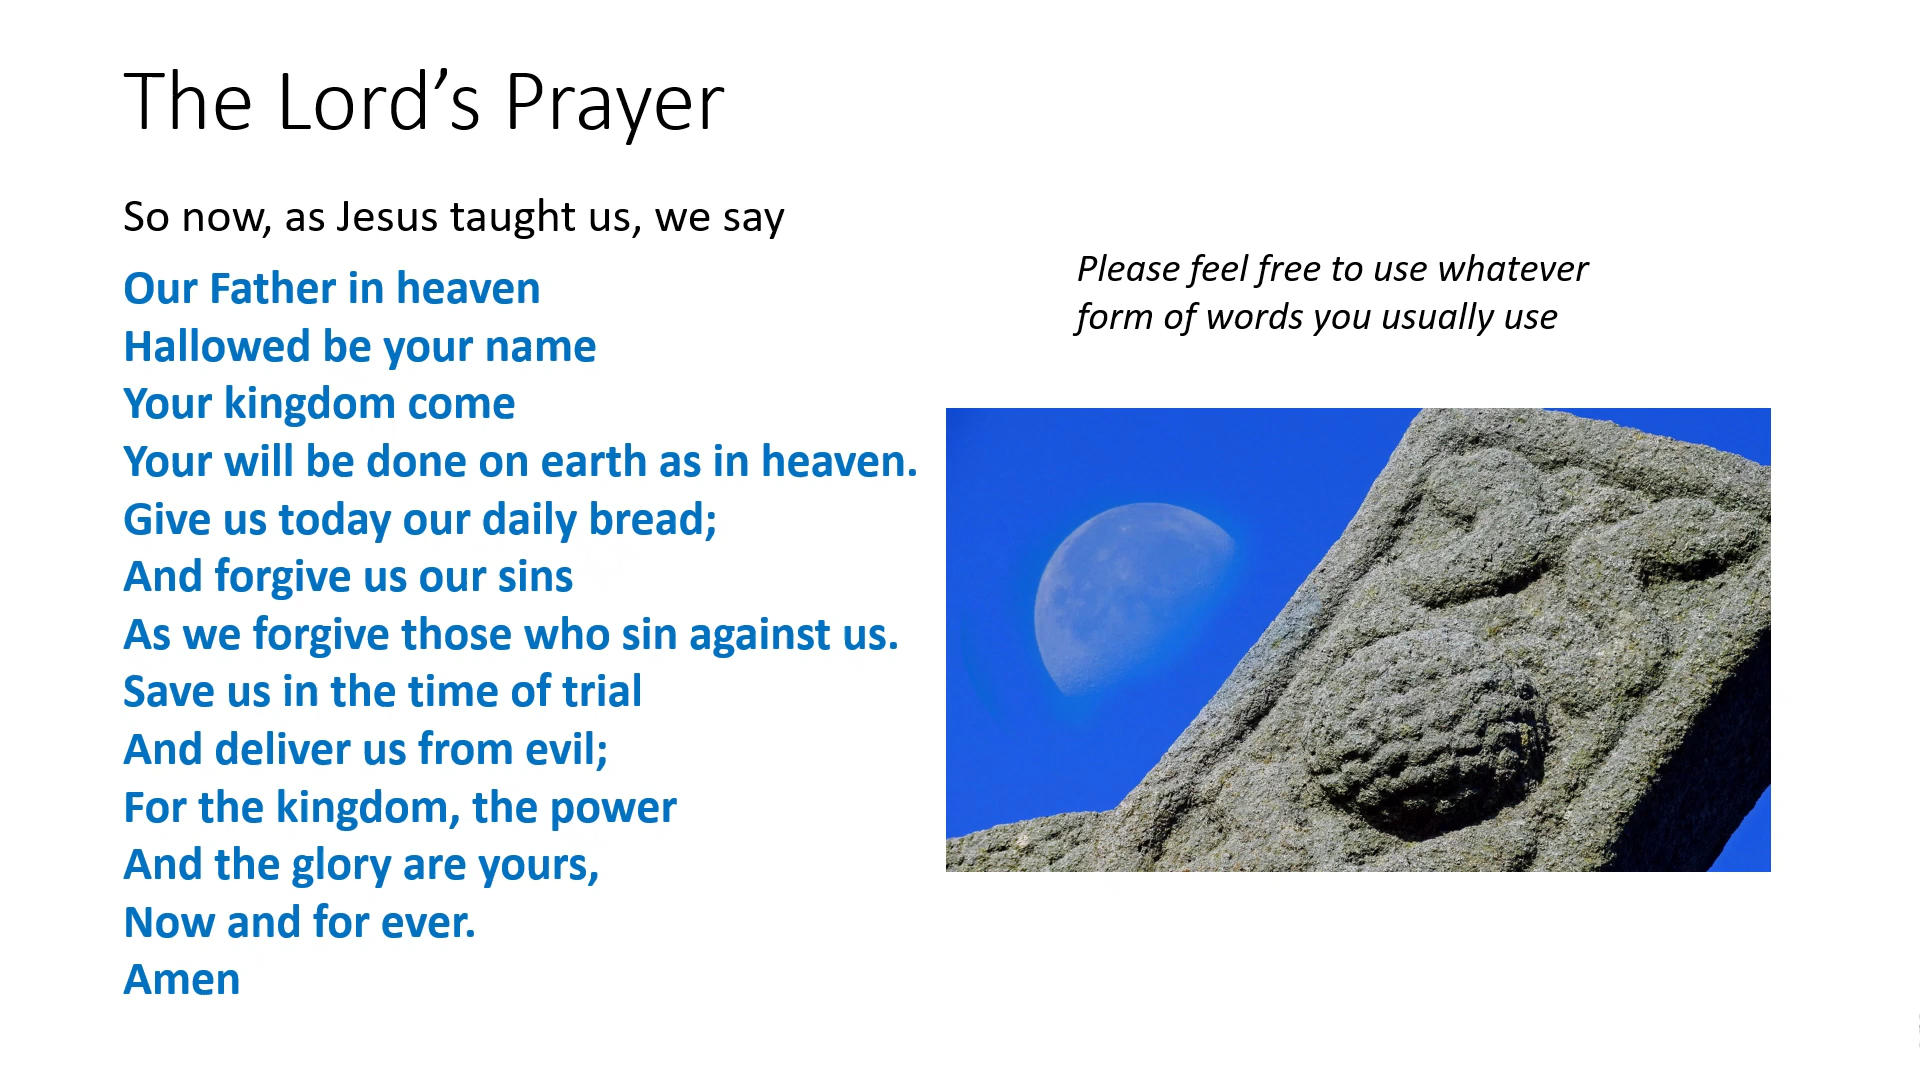 The Lord’s Prayer
So now, as Jesus taught us, we say
Our Father in heaven
Hallowed be your name
Your kingdom come
Your will be done on earth as in heaven.
Give us today our daily bread;
And forgive us our sins
As we forgive those who sin against us.
Save us in the time of trial
And deliver us from evil;
For the kingdom, the power
And the glory are yours,
Now and for ever.
Amen
Please feel free to use whatever
form of words you usually use